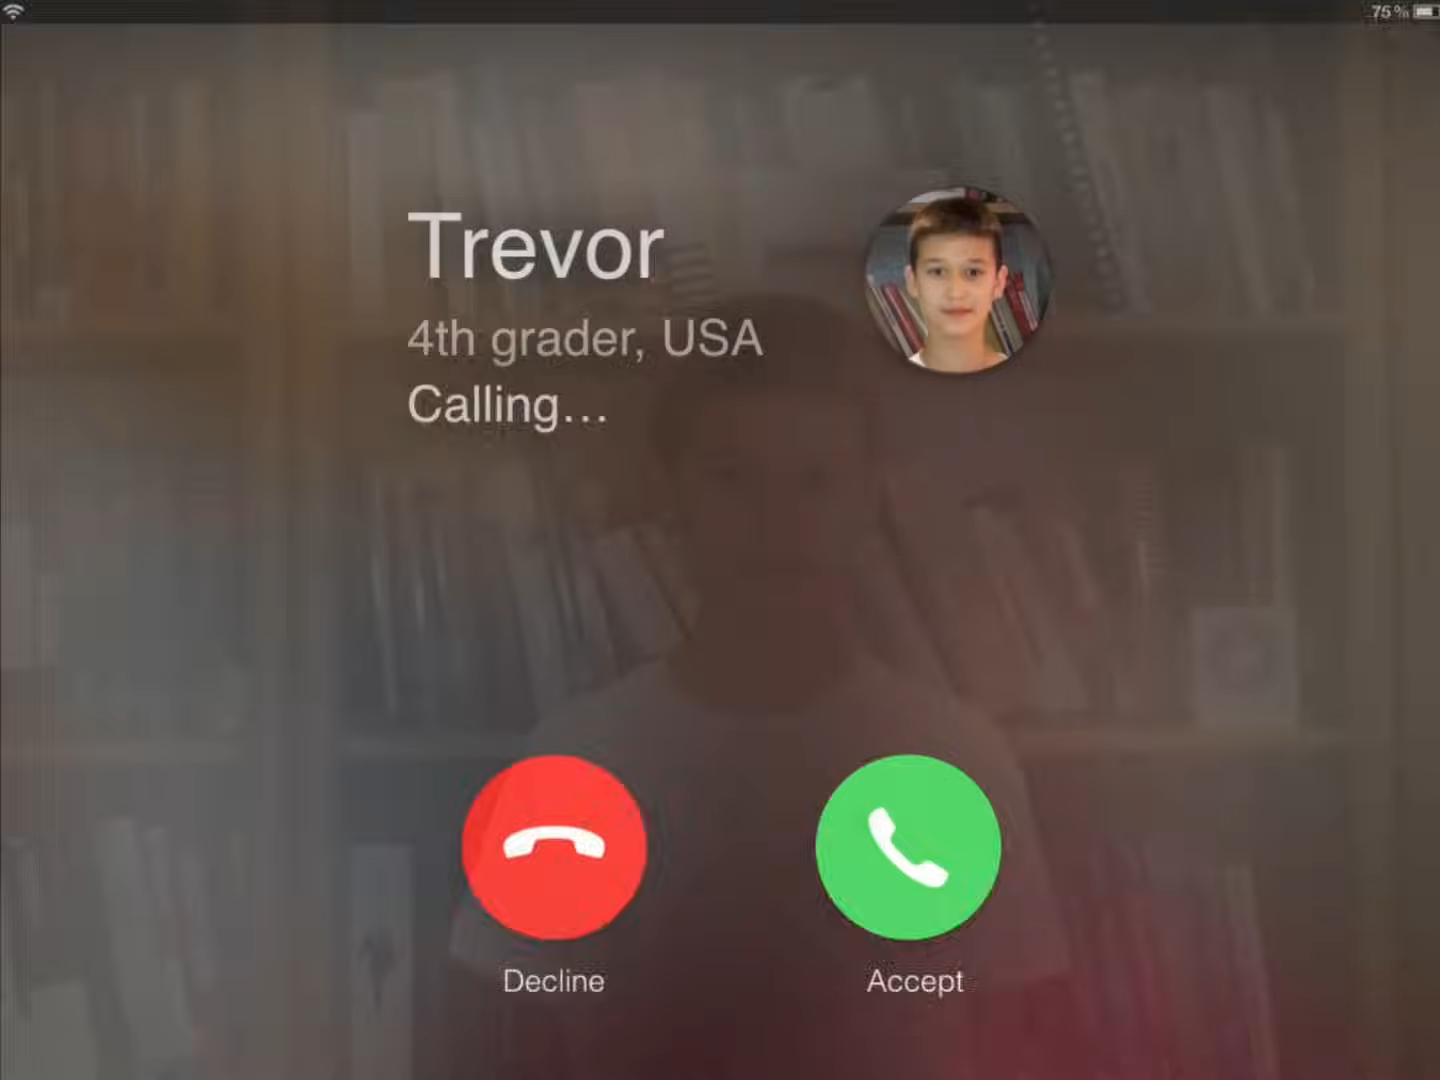 75 %
Trevor
4th grader, USA
Calling...
Decline
Accept